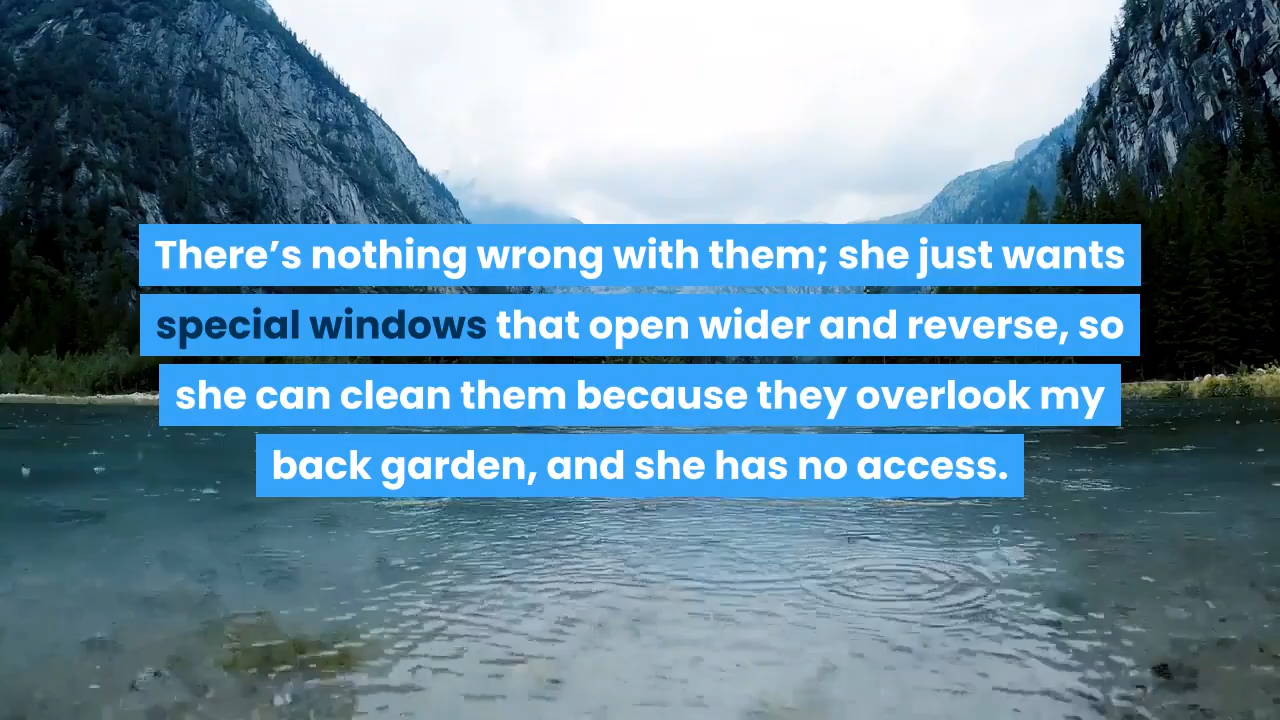 There’s nothing wrong with them; she just wants
special windows that open wider and reverse, so
she can clean them because they overlook my
back garden, and she has no access.